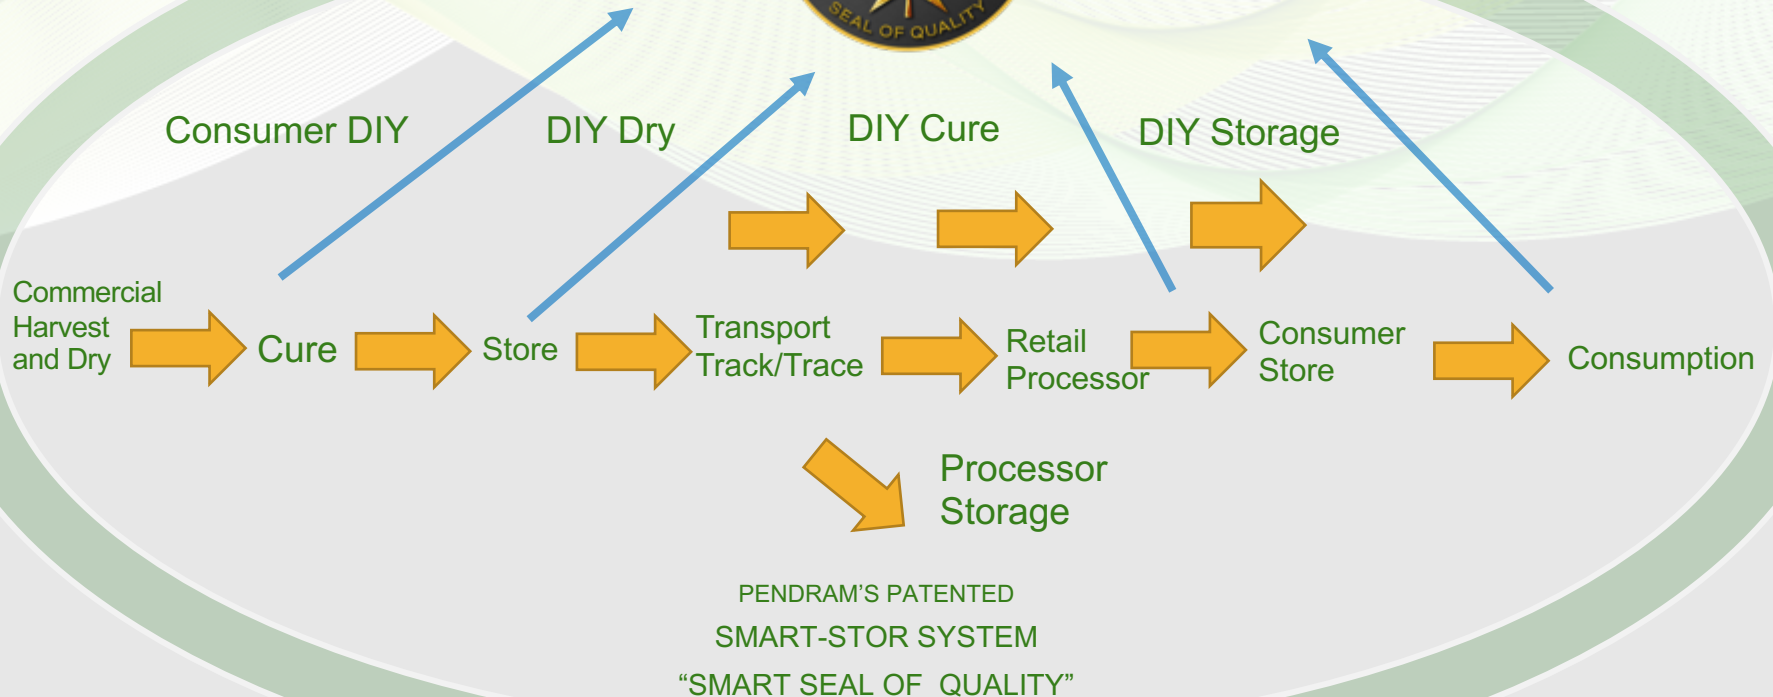 SEAL OF QUALITY
Consumer DIY
DIY Dry
DIY Cure
DIY Storage
Commercial
Harvest
and Dry
Cure
Store
Transport
Track/Trace
Retail
Processor
Consumer
Store
Consumption
Processor
Storage
PENDRAM'S PATENTED
SMART-STOR SYSTEM
“SMART SEAL OF  QUALITY”